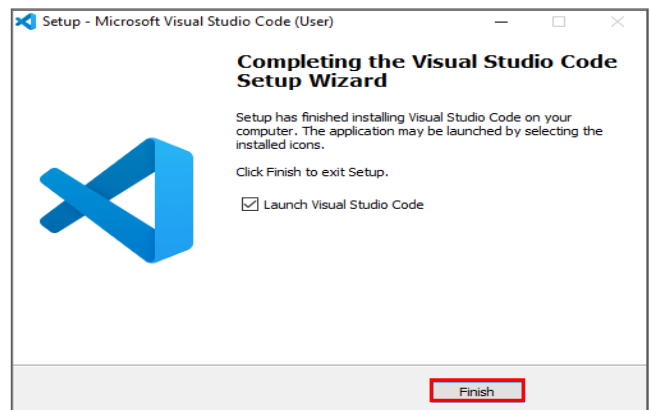 Setup - Microsoft Visual Studio Code (User)
Completing the Visual Studio Code
Setup Wizard
Setup has finished installing Visual Studio Code on your
computer. The application may be launched by selecting the
installed icons.
Click Finish to exit Setup.
Launch Visual Studio Code
Finish